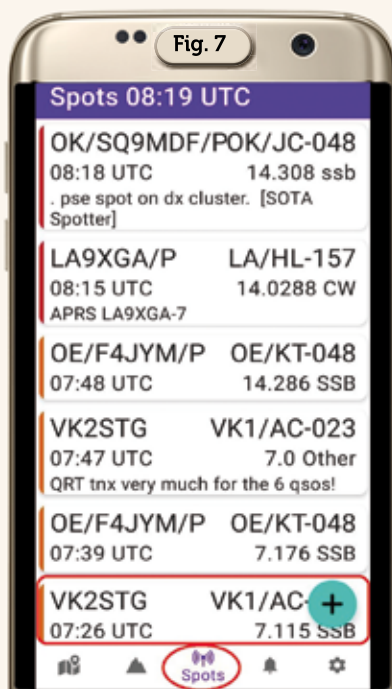 Fig. 7
Spots 08:19 UTC
OK/SQ9MDF/POK/JC-048
08:18 UTC 14.308 ssb
. pse spot on dx cluster. [SOTA
Spotter]
LA9XGA/P LA/HL-157
08:15 UTC 14.0288 CW
APRS LA9XGA-7
OE/F4JYM/P OE/KT-048
07:48 UTC 14.286 SSB
VK2STG VK1/AC-023
07:47 UTC 7.0 Other
QRT tnx very much for the 6 qsos!
OE/F4JYM/P OE/KT-048
07:39 UTC 7.176 SSB
VK2STG VK1/AC-
07:26 UTC 7.115 SSB
Spots